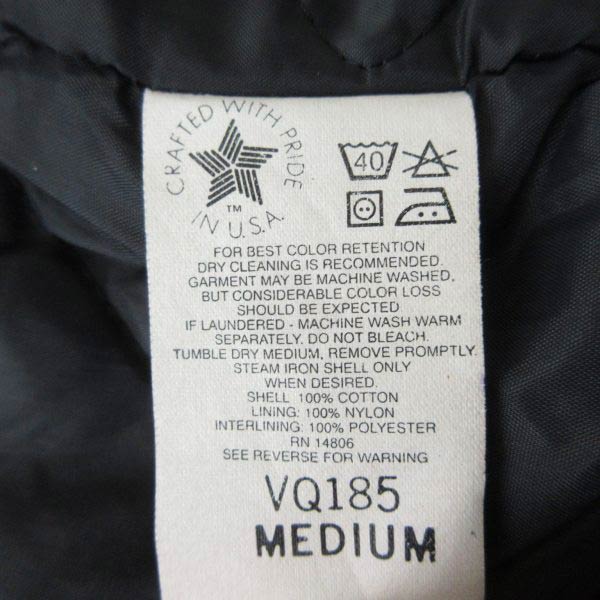 CRAFTED WITH PRIDE
IN U.S.A.
TM
40
FOR BEST COLOR RETENTION
DRY CLEANING IS RECOMMENDED.
GARMENT MAY BE MACHINE WASHED,
BUT CONSIDERABLE COLOR LOSS
SHOULD BE EXPECTED.
IF LAUNDERED - MACHINE WASH WARM
SEPARATELY. DO NOT BLEACH.
TUMBLE DRY MEDIUM, REMOVE PROMPTLY.
STEAM IRON SHELL ONLY
WHEN DESIRED.
SHELL: 100% COTTON
LINING: 100% NYLON
INTERLINING: 100% POLYESTER
RN 14806
SEE REVERSE FOR WARNING
VQ185
MEDIUM